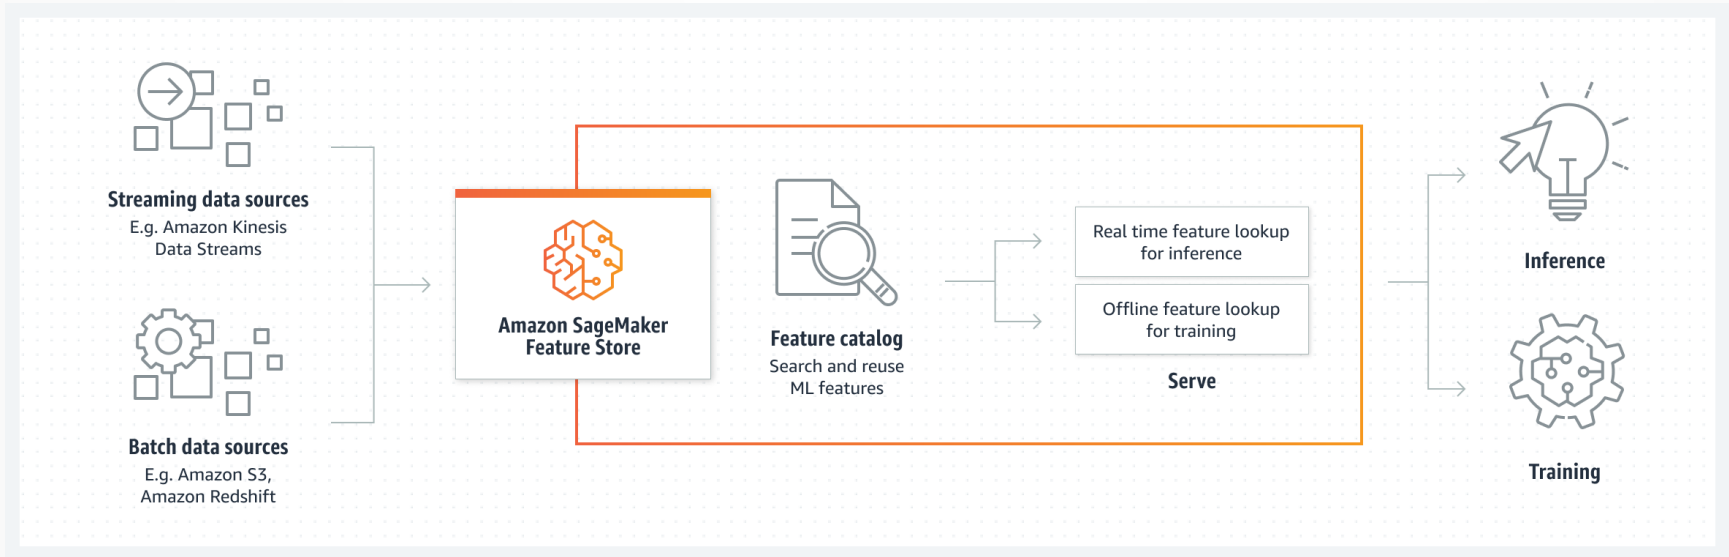 Streaming data sources
E.g. Amazon Kinesis
Data Streams
Batch data sources
E.g. Amazon S3,
Amazon Redshift
Amazon SageMaker
Feature Store
Feature catalog
Search and reuse
ML features
Real time feature lookup
for inference
Offline feature lookup
for training
Serve
Inference
Training